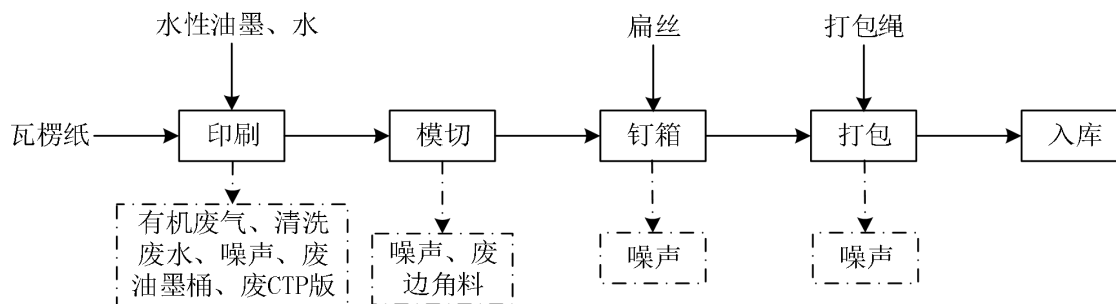 水性油墨、水
扁丝
打包绳
瓦楞纸
印刷
模切
钉箱
打包
入库
有机废气、清洗
废水、噪声、废
油墨桶、废CTP版
噪声、废
边角料
噪声
噪声